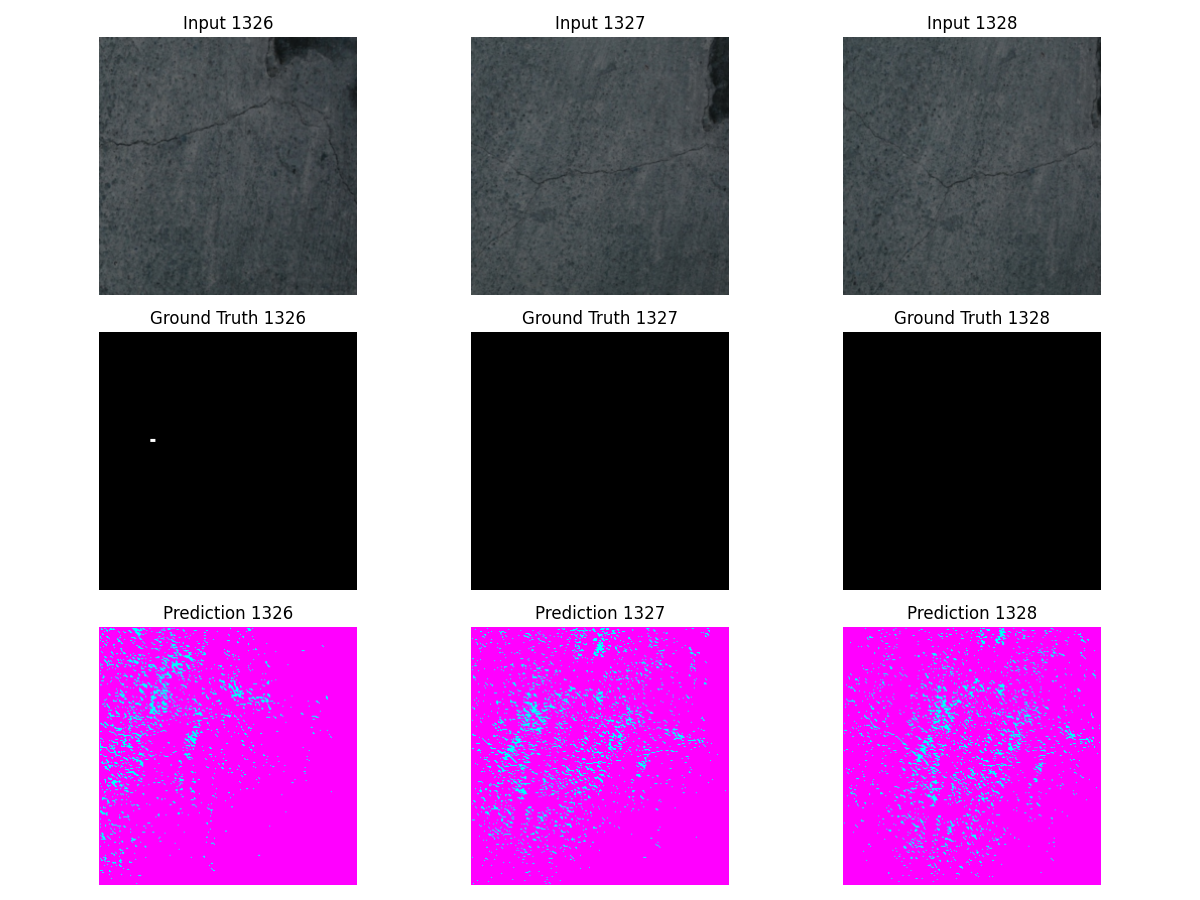 Input 1326
Input 1327
Input 1328
Ground Truth 1326
Ground Truth 1327
Ground Truth 1328
Prediction 1326
Prediction 1327
Prediction 1328